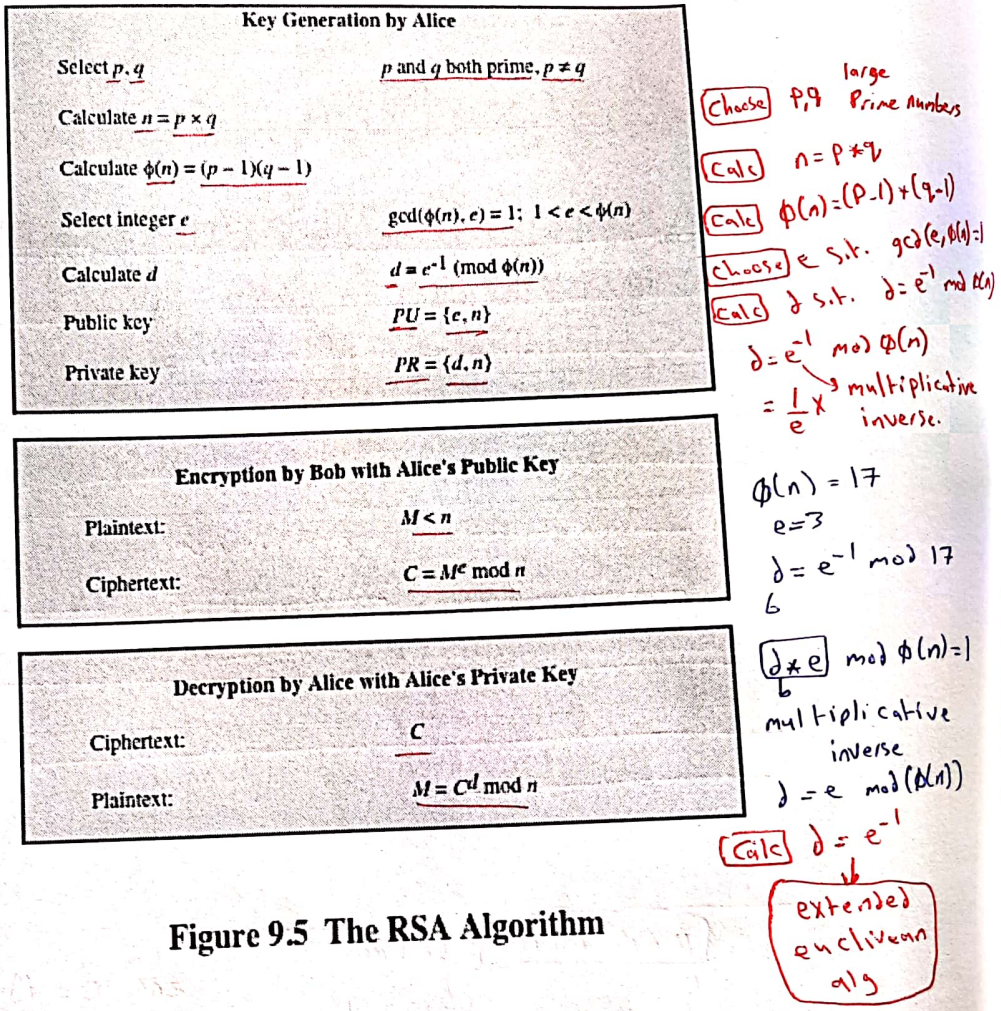 Key Generation by Alice
Select p, q    p and q both prime, p ≠ q
Calculate n = p × q
Calculate ϕ(n) = (p – 1)(q – 1)
Select integer e    gcd(ϕ(n), e) = 1; 1 < e < ϕ(n)
Calculate d    d ≡ e⁻¹ (mod ϕ(n))
Public key    PU = {e, n}
Private key    PR = {d, n}
Encryption by Bob with Alice's Public Key
Plaintext:    M < n
Ciphertext:    C = Mᵉ mod n
Decryption by Alice with Alice's Private Key
Ciphertext:    C
Plaintext:    M = Cᵈ mod n
Figure 9.5 The RSA Algorithm
large
Choose P,q Prime numbers
Calc n = P * q
Calc ϕ(n) = (P-1) * (q-1)
choose e s.t. gcd(e, ϕ(n)=1
Calc d s.t. d = e⁻¹ mod ϕ(n)
d = e⁻¹ mod ϕ(n)
= 1/e x multiplicative
inverse.
ϕ(n) = 17
e=3
d = e⁻¹ mod 17
6
d * e mod ϕ(n)=1
multiplicative
inverse
d = e mod (ϕ(n))
Calc d = e⁻¹
extended
euclivean
alg